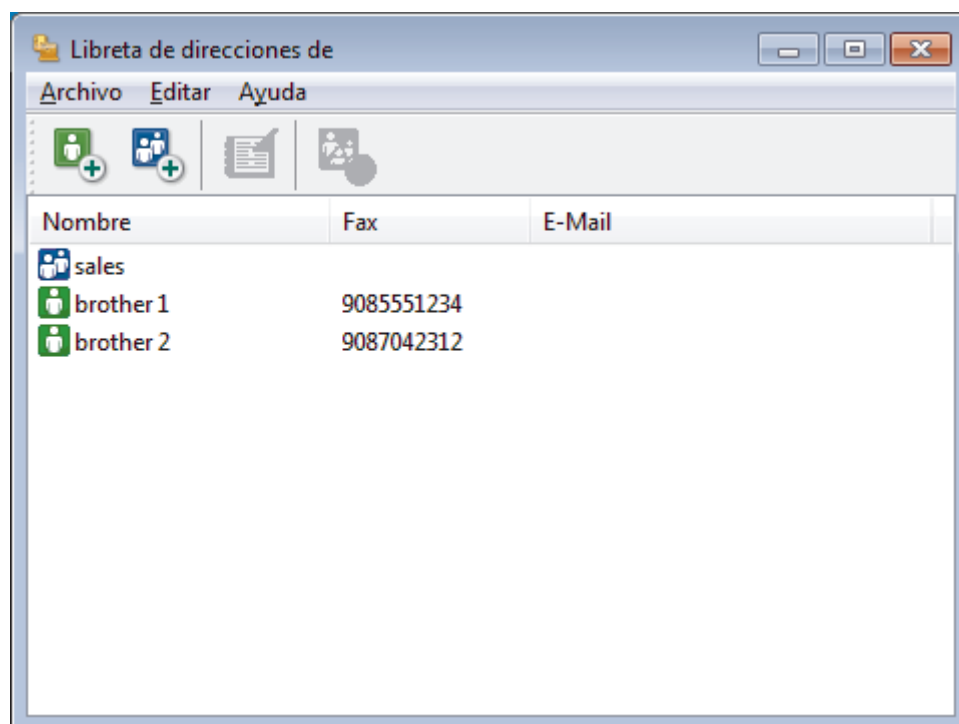 Libreta de direcciones de
Archivo Editar Ayuda
Nombre Fax E-Mail
sales
brother 1 9085551234
brother 2 9087042312